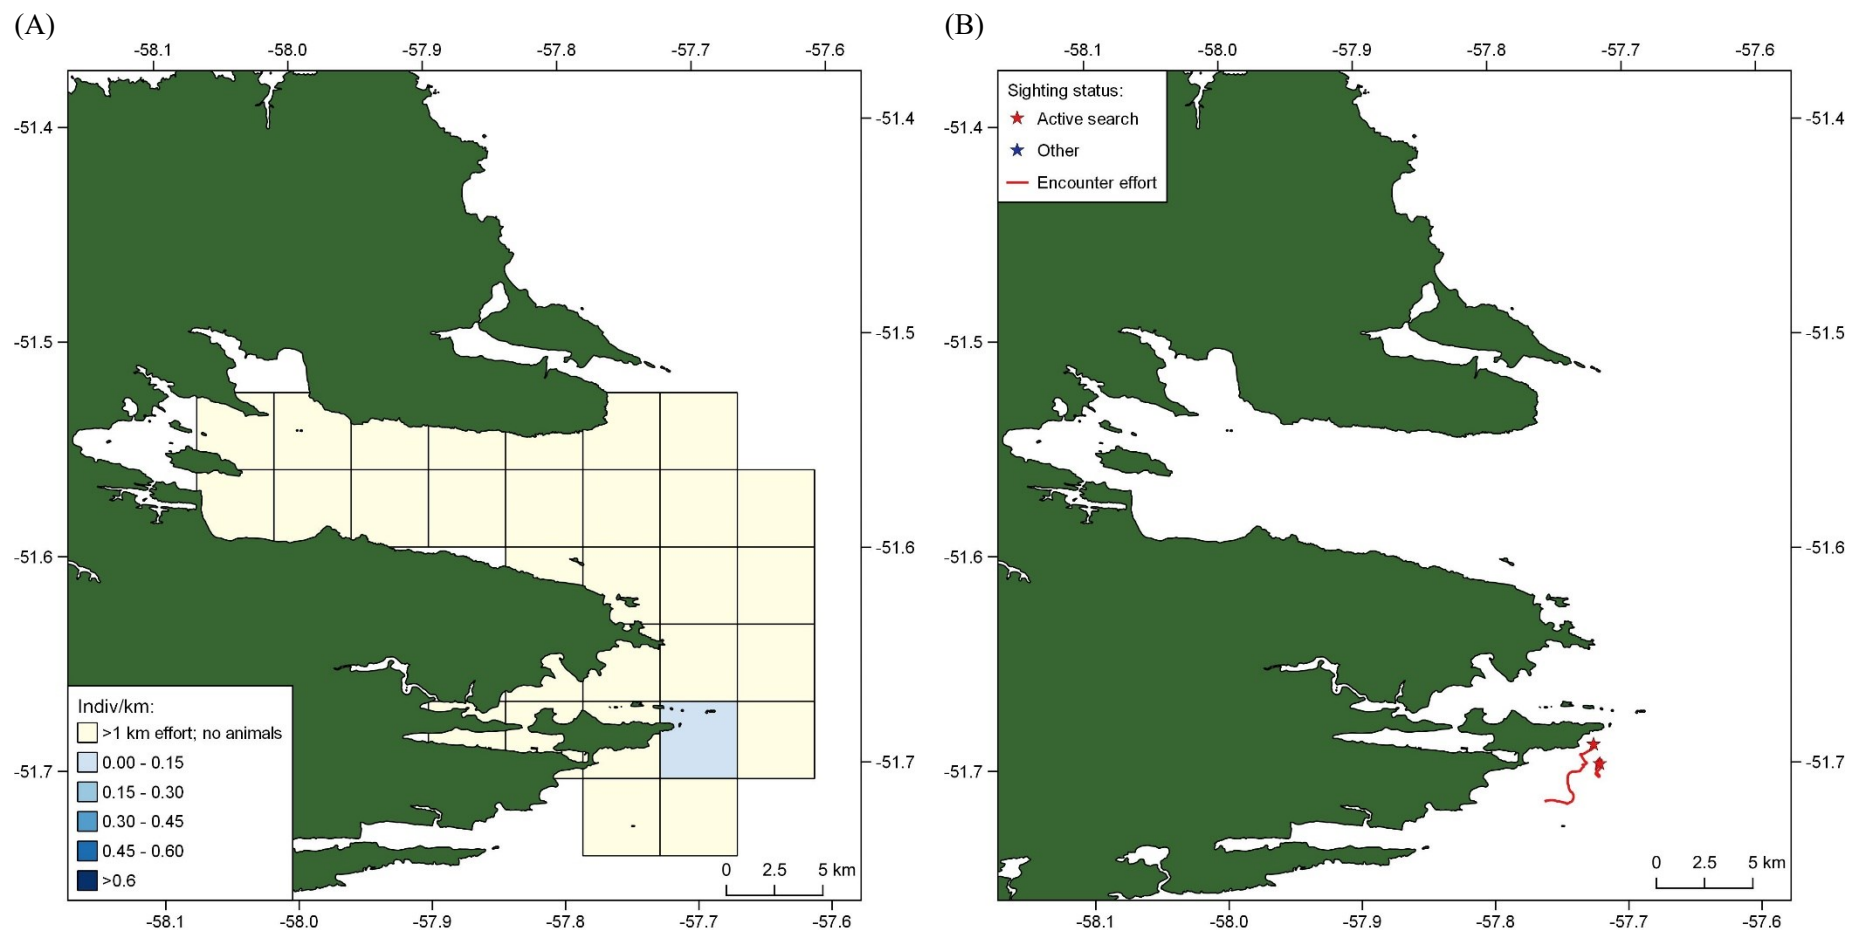 (A)
(B)
-58.1 -58.0 -57.9 -57.8 -57.7 -57.6
-58.1 -58.0 -57.9 -57.8 -57.7 -57.6
-51.4
-51.4
-51.5
-51.5
-51.6
-51.6
-51.7
-51.7
Indiv/km:
>1 km effort; no animals
0.00 - 0.15
0.15 - 0.30
0.30 - 0.45
0.45 - 0.60
>0.6
0 2.5 5 km
-58.1 -58.0 -57.9 -57.8 -57.7 -57.6
Sighting status:
Active search
Other
Encounter effort
-51.4
-51.4
-51.5
-51.5
-51.6
-51.6
-51.7
-51.7
0 2.5 5 km
-58.1 -58.0 -57.9 -57.8 -57.7 -57.6